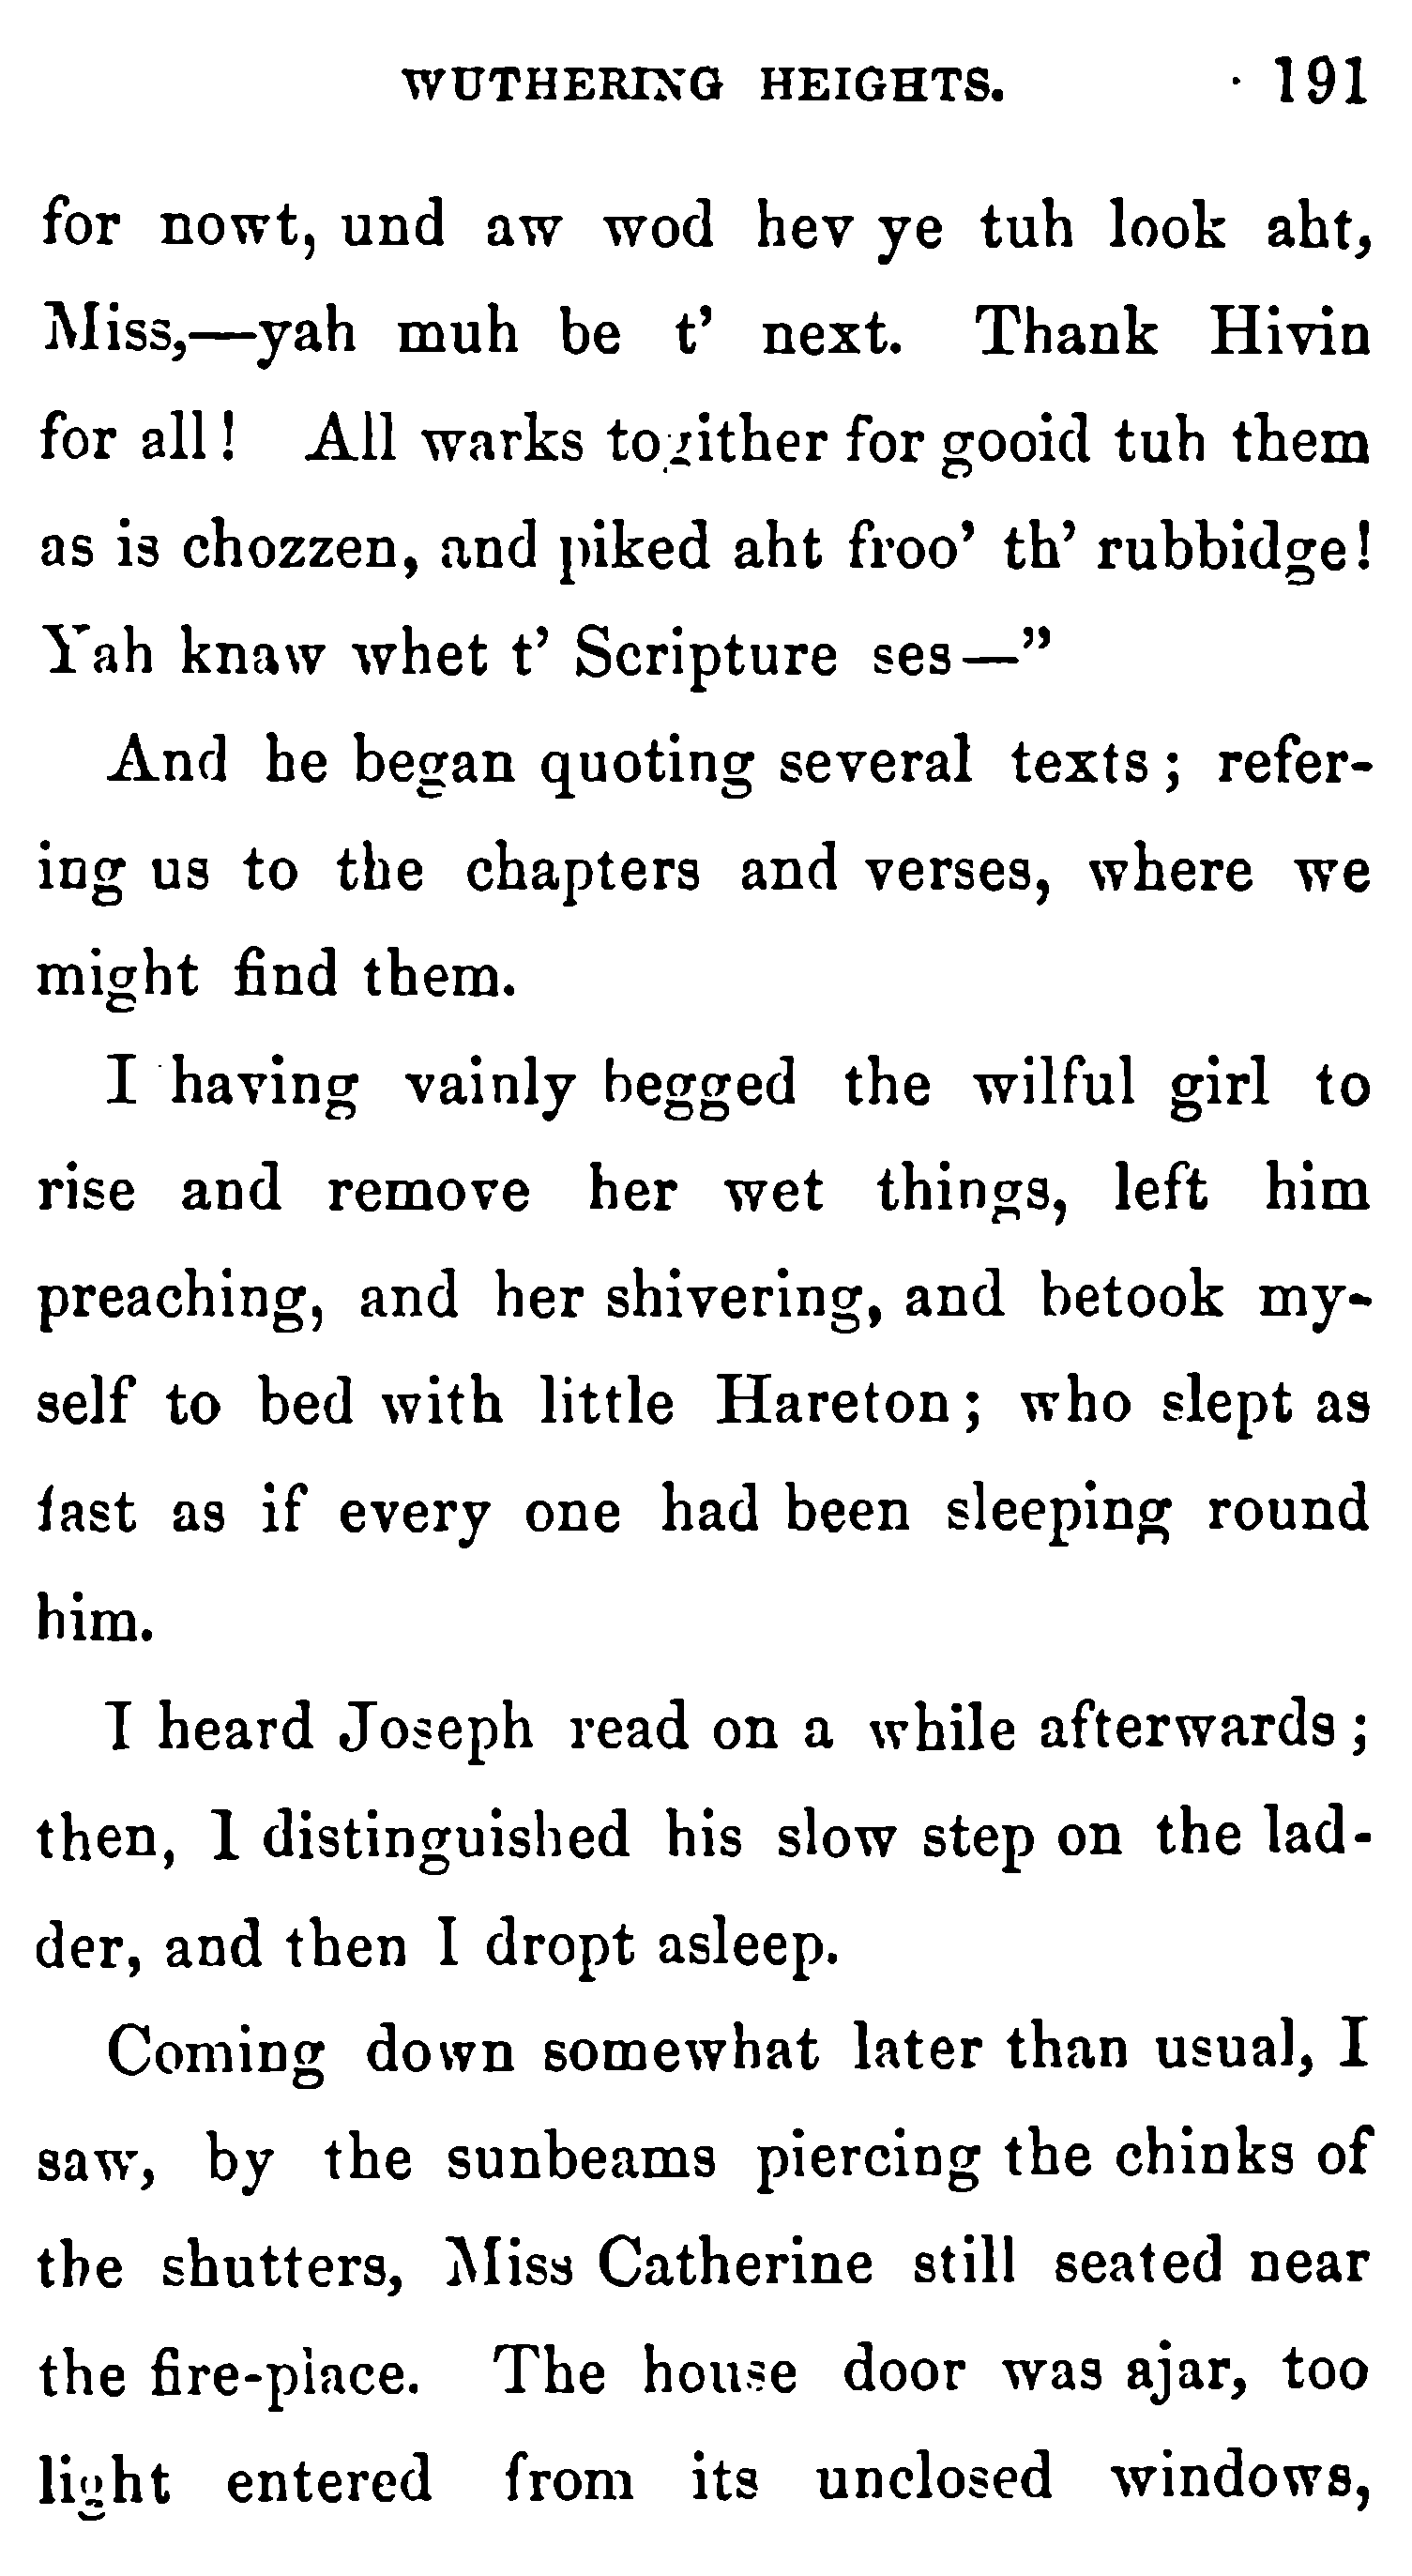 WUTHERING HEIGHTS. 191
for nowt, und aw wod hev ye tuh look aht,
Miss,—yah muh be t' next. Thank Hivin
for all! All warks togither for gooid tuh them
as is chozzen, and piked aht froo' th' rubbidge!
Yah knaw whet t' Scripture ses—”
And he began quoting several texts; refer-
ing us to the chapters and verses, where we
might find them.
I having vainly begged the wilful girl to
rise and remove her wet things, left him
preaching, and her shivering, and betook my-
self to bed with little Hareton; who slept as
fast as if every one had been sleeping round
him.
I heard Joseph read on a while afterwards;
then, I distinguished his slow step on the lad-
der, and then I dropt asleep.
Coming down somewhat later than usual, I
saw, by the sunbeams piercing the chinks of
the shutters, Miss Catherine still seated near
the fire-place. The house door was ajar, too
light entered from its unclosed windows,